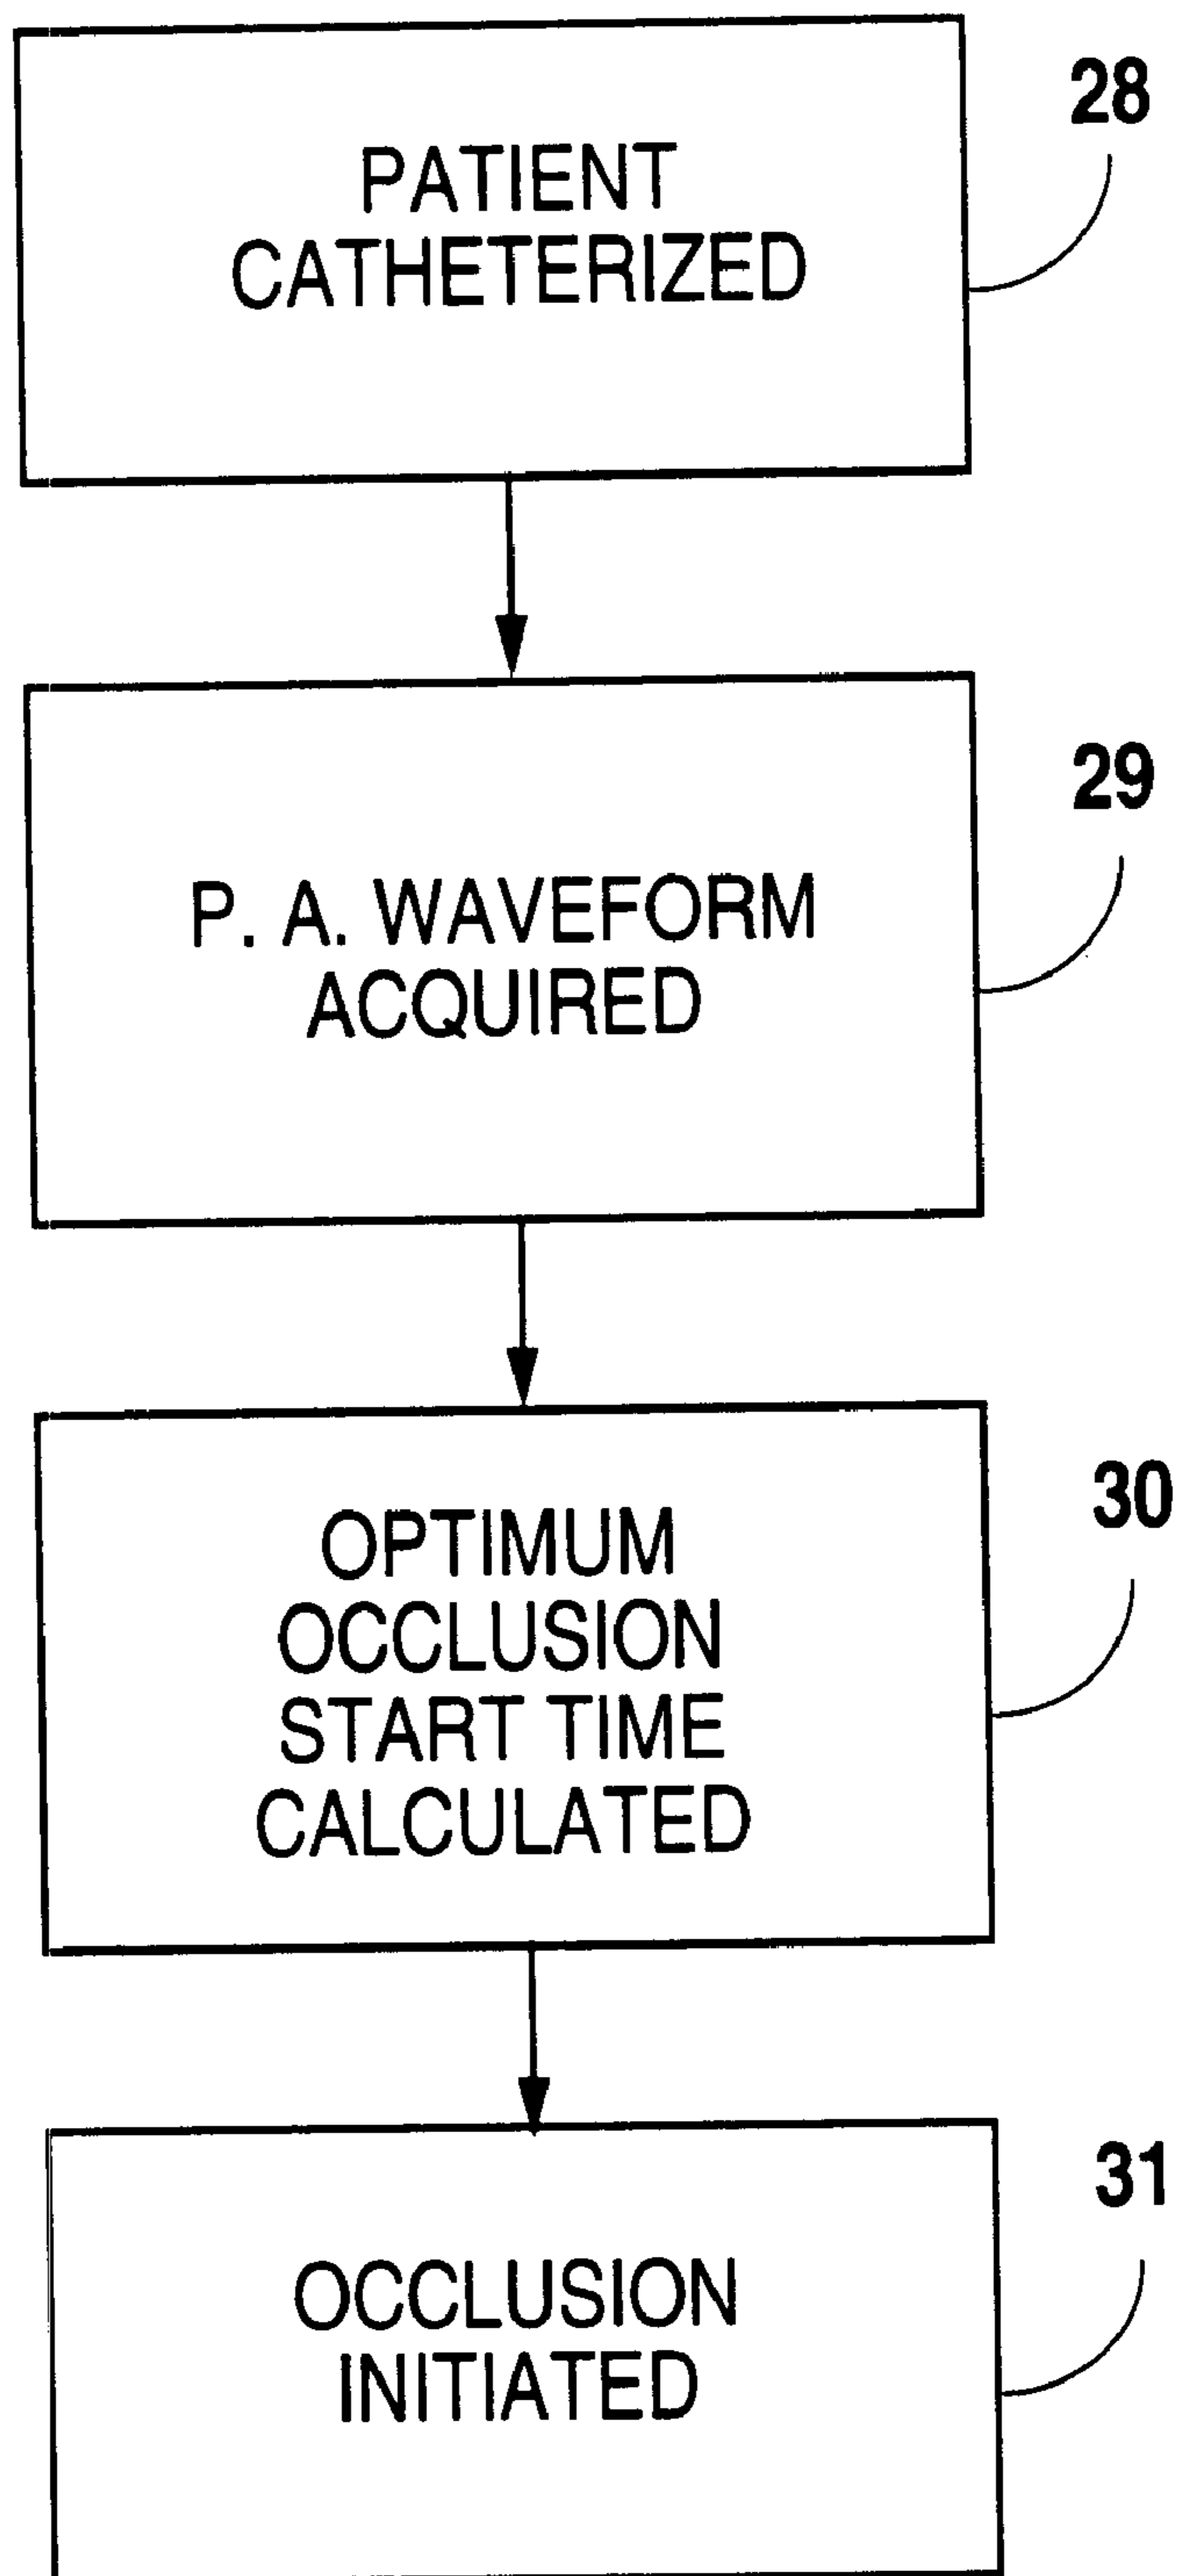 28
PATIENT
CATHETERIZED
29
P. A. WAVEFORM
ACQUIRED
30
OPTIMUM
OCCLUSION
START TIME
CALCULATED
31
OCCLUSION
INITIATED